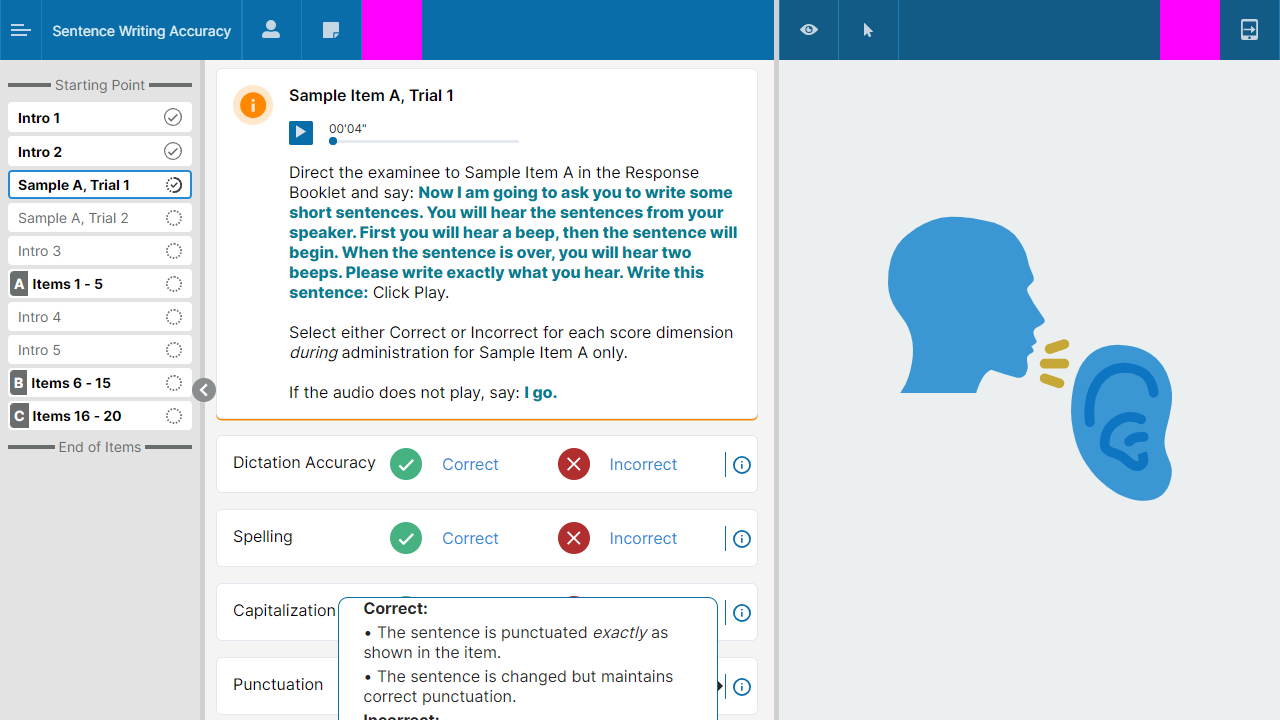 Sentence Writing Accuracy
Starting Point
Intro 1
Intro 2
Sample A, Trial 1
Sample A, Trial 2
Intro 3
A Items 1 - 5
Intro 4
Intro 5
B Items 6 - 15
C Items 16 - 20
End of Items
Sample Item A, Trial 1
00'04"
Direct the examinee to Sample Item A in the Response
Booklet and say: Now I am going to ask you to write some
short sentences. You will hear the sentences from your
speaker. First you will hear a beep, then the sentence will
begin. When the sentence is over, you will hear two
beeps. Please write exactly what you hear. Write this
sentence: Click Play.
Select either Correct or Incorrect for each score dimension
during administration for Sample Item A only.
If the audio does not play, say: I go.
Dictation Accuracy Correct Incorrect
Spelling Correct Incorrect
Capitalization
Punctuation
Correct:
• The sentence is punctuated exactly as
shown in the item.
• The sentence is changed but maintains
correct punctuation.
Incorrect: